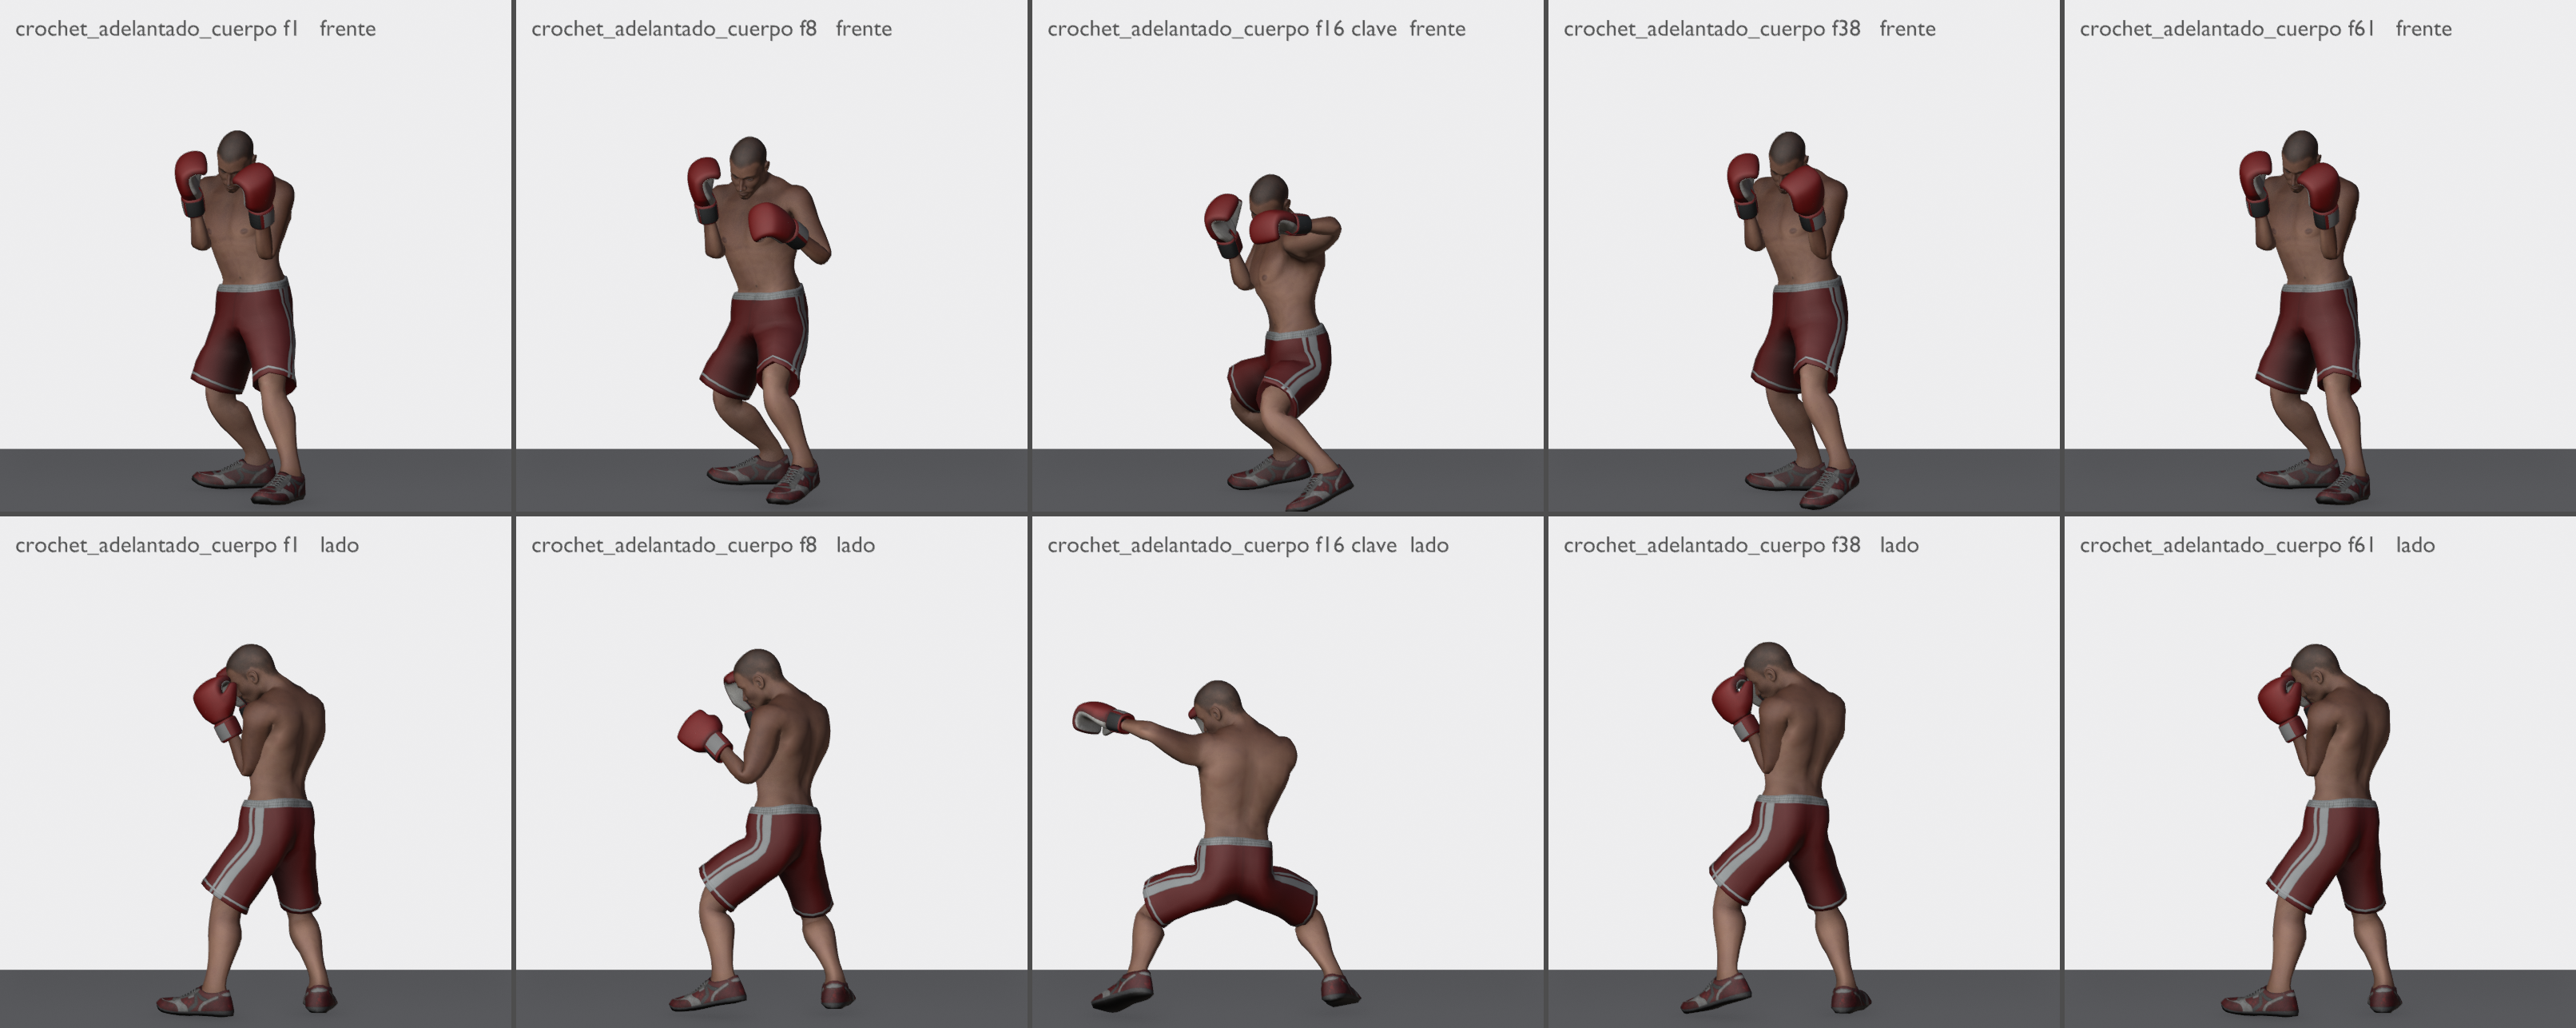 crochet_adelantado_cuerpo f1 frente
crochet_adelantado_cuerpo f8 frente
crochet_adelantado_cuerpo f16 clave frente
crochet_adelantado_cuerpo f38 frente
crochet_adelantado_cuerpo f61 frente
crochet_adelantado_cuerpo f1 lado
crochet_adelantado_cuerpo f8 lado
crochet_adelantado_cuerpo f16 clave lado
crochet_adelantado_cuerpo f38 lado
crochet_adelantado_cuerpo f61 lado